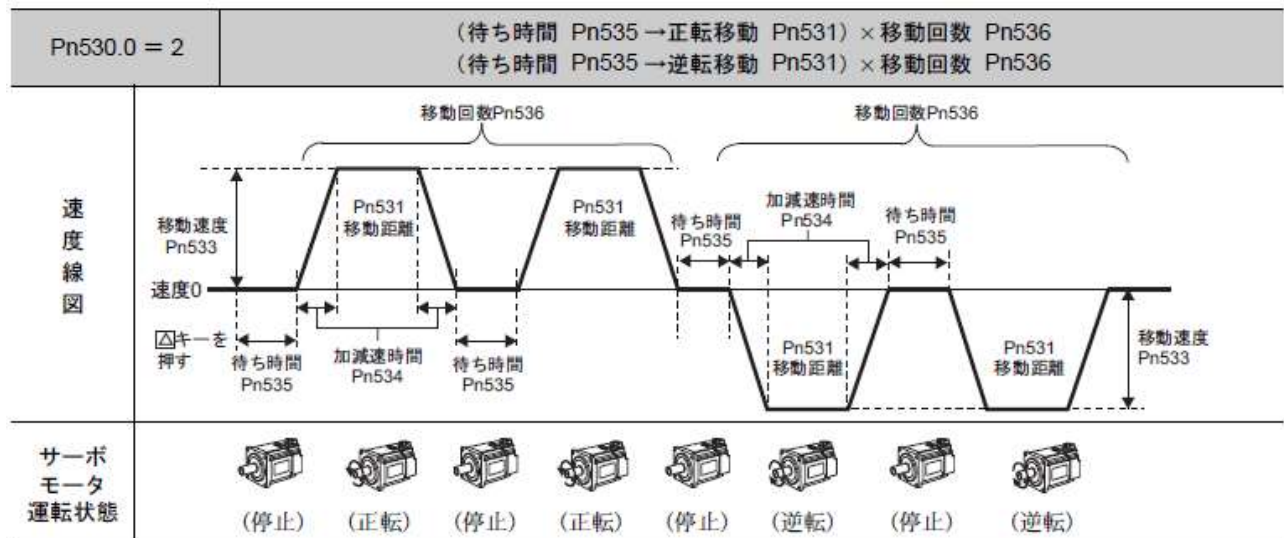 Pn530.0 = 2
(待ち時間 Pn535→正転移動 Pn531)×移動回数 Pn536
(待ち時間 Pn535→逆転移動 Pn531)×移動回数 Pn536
速度線図
移動回数Pn536
移動回数Pn536
移動速度
Pn533
Pn531
移動距離
Pn531
移動距離
待ち時間
Pn535
加減速時間
Pn534
待ち時間
Pn535
速度0
△キーを
押す
待ち時間
Pn535
加減速時間
Pn534
待ち時間
Pn535
Pn531
移動距離
Pn531
移動距離
移動速度
Pn533
サーボ
モータ
運転状態
(停止)
(正転)
(停止)
(正転)
(停止)
(逆転)
(停止)
(逆転)